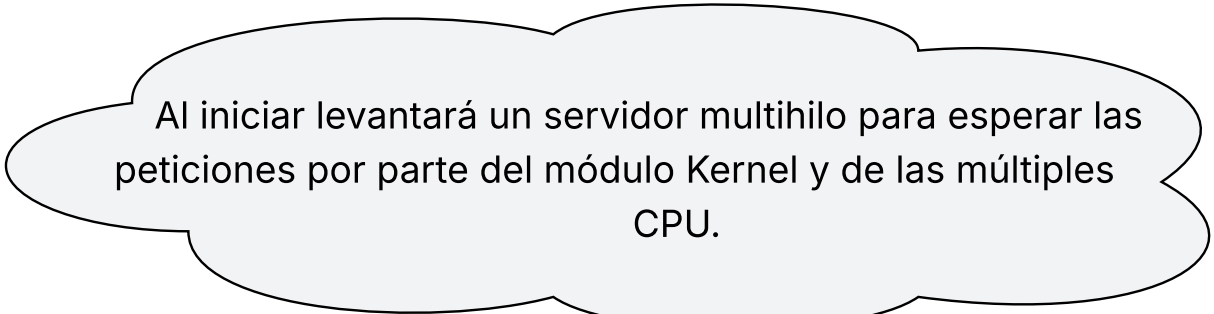 Al iniciar levantará un servidor multihilo para esperar las
peticiones por parte del módulo Kernel y de las múltiples
CPU.